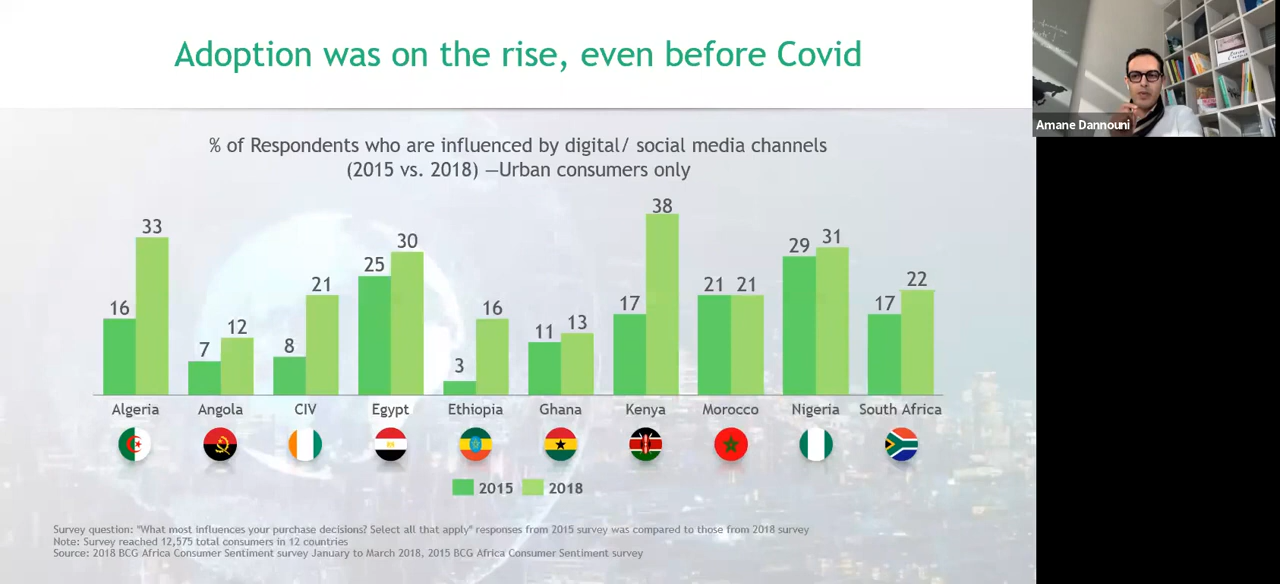 Adoption was on the rise, even before Covid
Amane Dannouni
% of Respondents who are influenced by digital/ social media channels
(2015 vs. 2018) —Urban consumers only
16 33 7 12 8 21 25 30 3 16 11 13 17 38 21 21 29 31 17 22
Algeria Angola CIV Egypt Ethiopia Ghana Kenya Morocco Nigeria South Africa
2015 2018
Survey question: "What most influences your purchase decisions? Select all that apply" responses from 2015 survey was compared to those from 2018 survey
Note: Survey reached 12,575 total consumers in 12 countries
Source: 2018 BCG Africa Consumer Sentiment survey January to March 2018, 2015 BCG Africa Consumer Sentiment survey